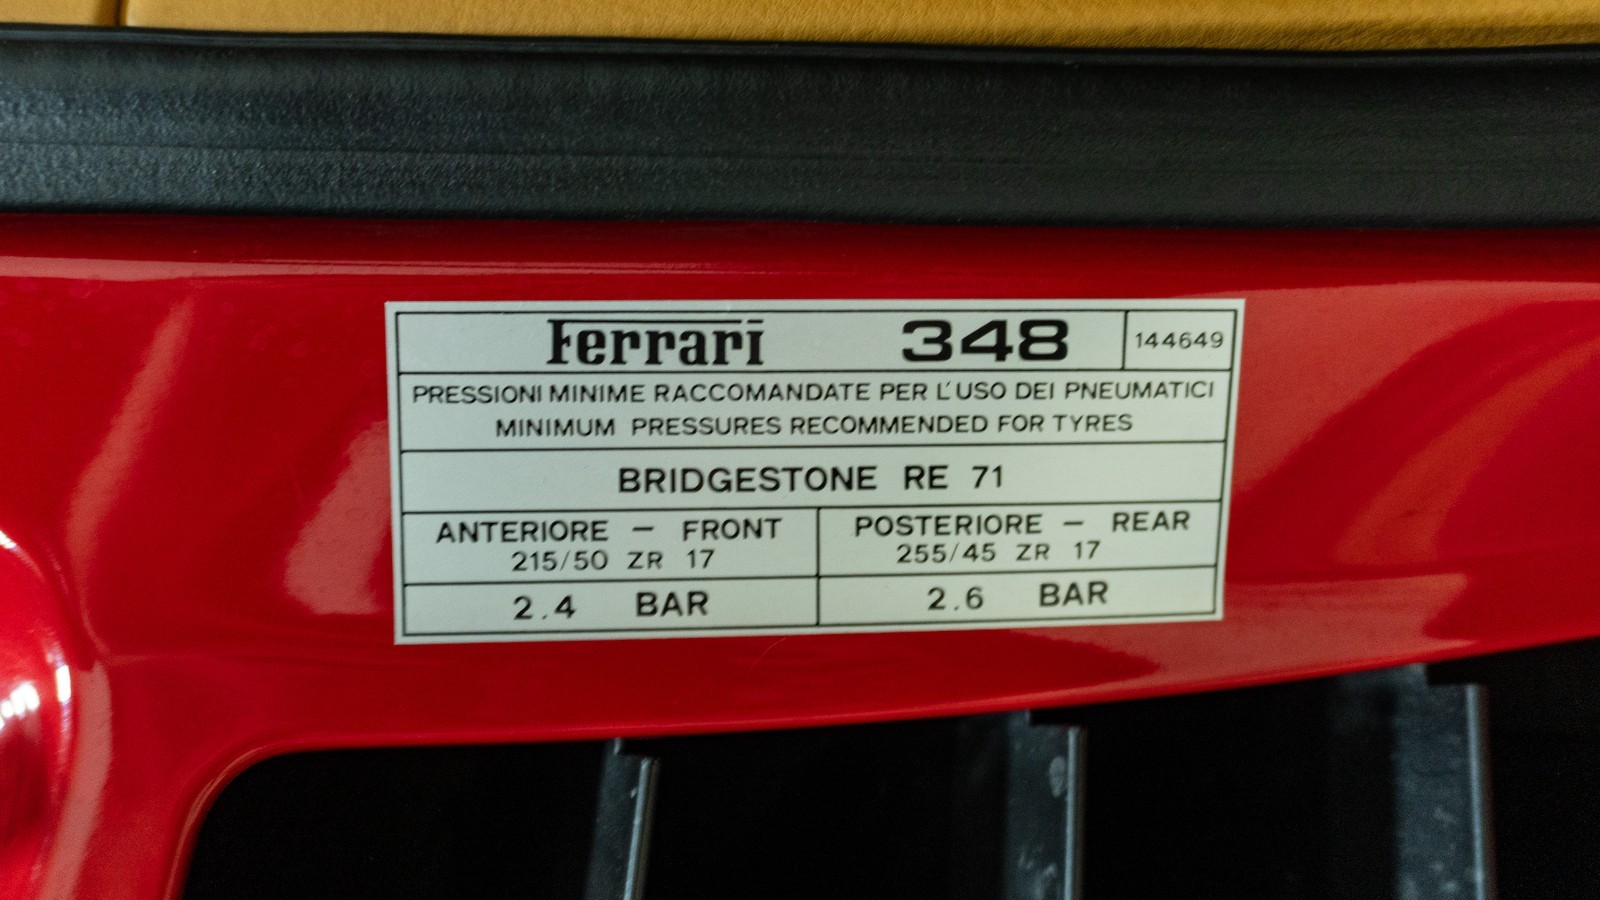 Ferrari 348 144649
PRESSIONI MINIME RACCOMANDATE PER L'USO DEI PNEUMATICI
MINIMUM PRESSURES RECOMMENDED FOR TYRES
BRIDGESTONE RE 71
ANTERIORE – FRONT
215/50 ZR 17
POSTERIORE – REAR
255/45 ZR 17
2.4 BAR
2.6 BAR